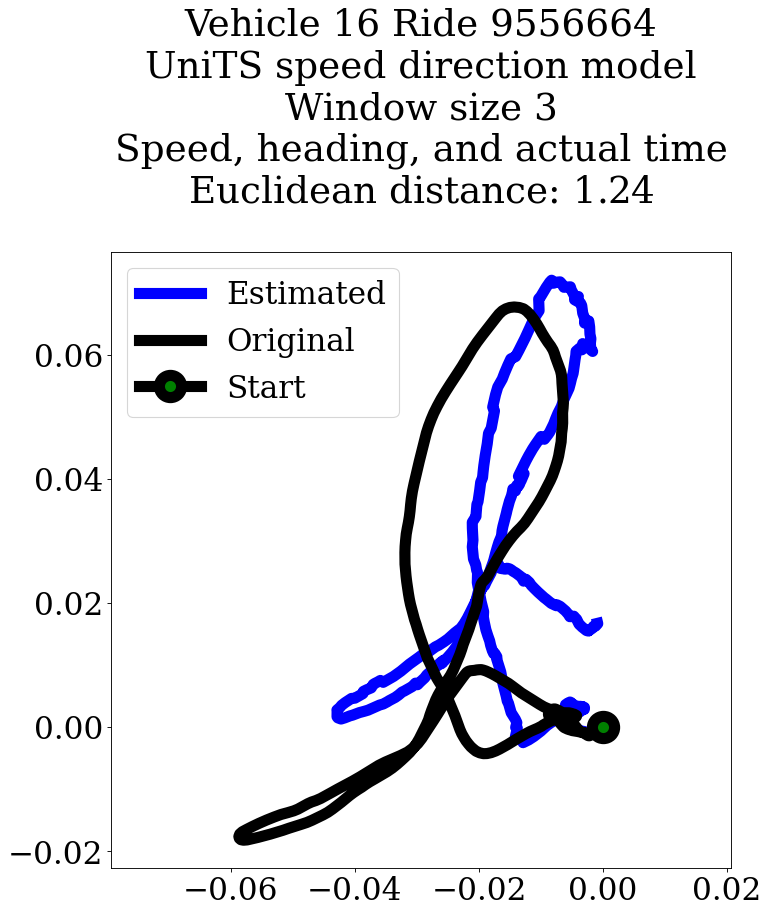 Vehicle 16 Ride 9556664
UniTS speed direction model
Window size 3
Speed, heading, and actual time
Euclidean distance: 1.24
Estimated
Original
Start
0.06
0.04
0.02
0.00
−0.02
−0.06 −0.04 −0.02 0.00 0.02